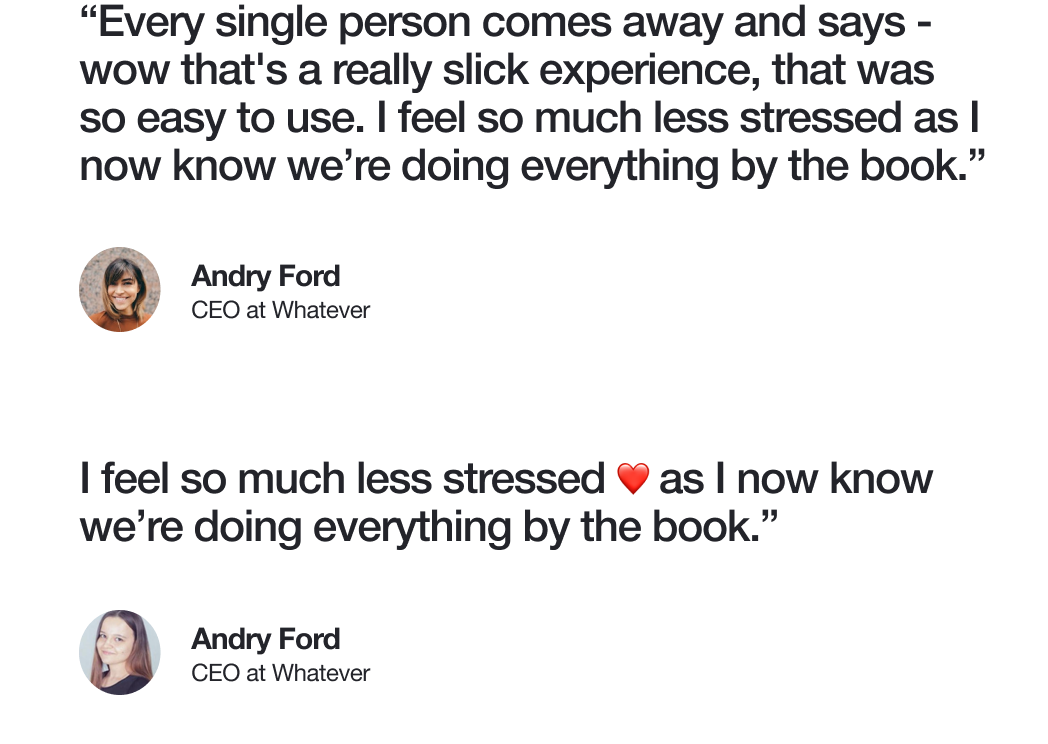 “Every single person comes away and says -
wow that's a really slick experience, that was
so easy to use. I feel so much less stressed as I
now know we’re doing everything by the book.”
Andry Ford
CEO at Whatever
I feel so much less stressed ❤️ as I now know
we’re doing everything by the book.”
Andry Ford
CEO at Whatever